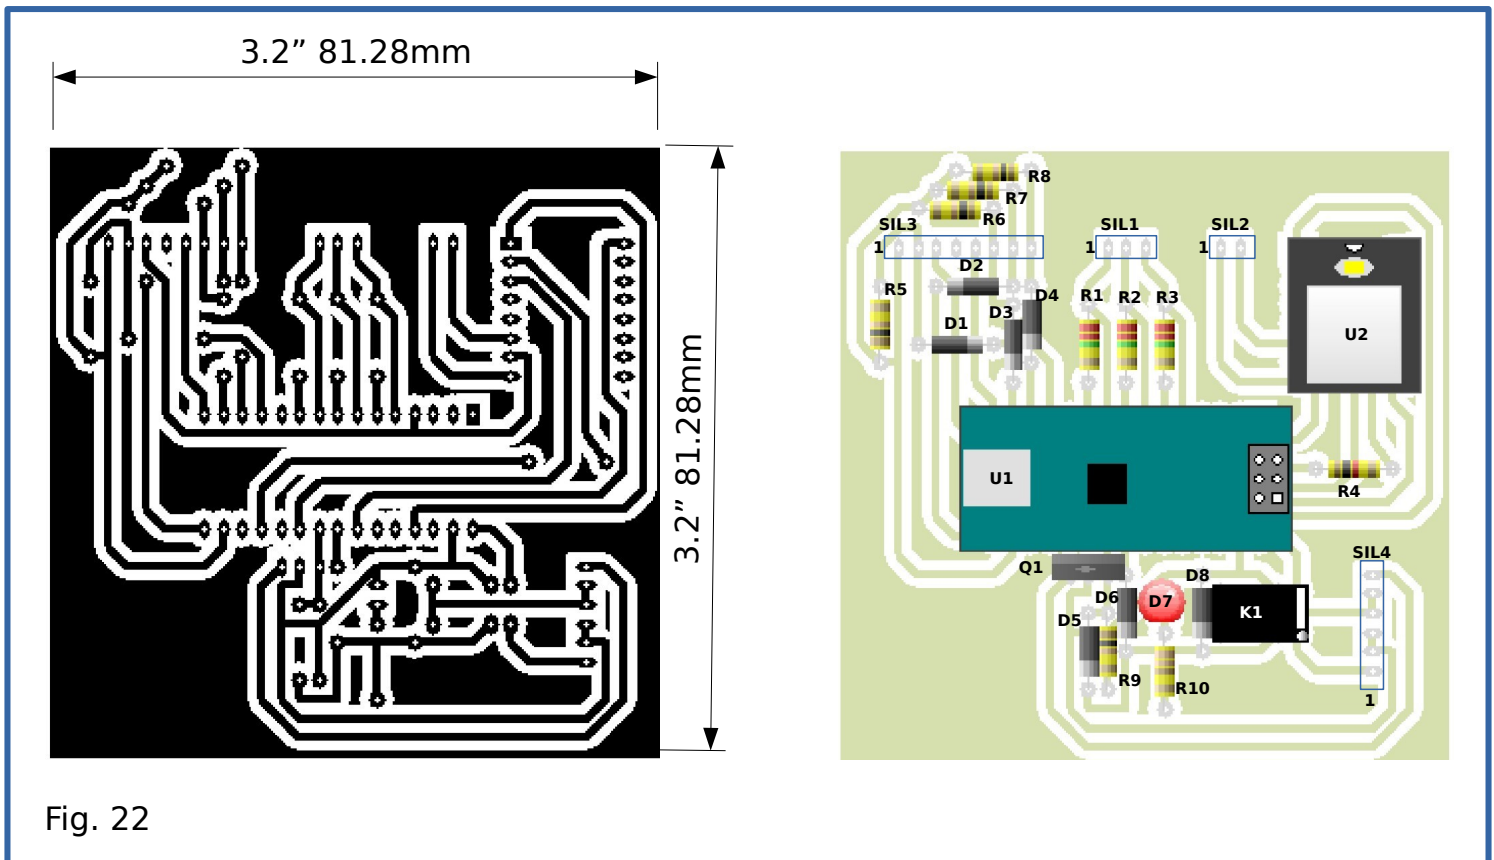 3.2” 81.28mm
3.2” 81.28mm
R8
R7
R6
SIL3
SIL1
SIL2
1
1
1
D2
R5
D4
R1
R2
R3
D3
D1
U2
U1
R4
Q1
SIL4
D8
D6
D7
K1
D5
R9
R10
1
Fig. 22